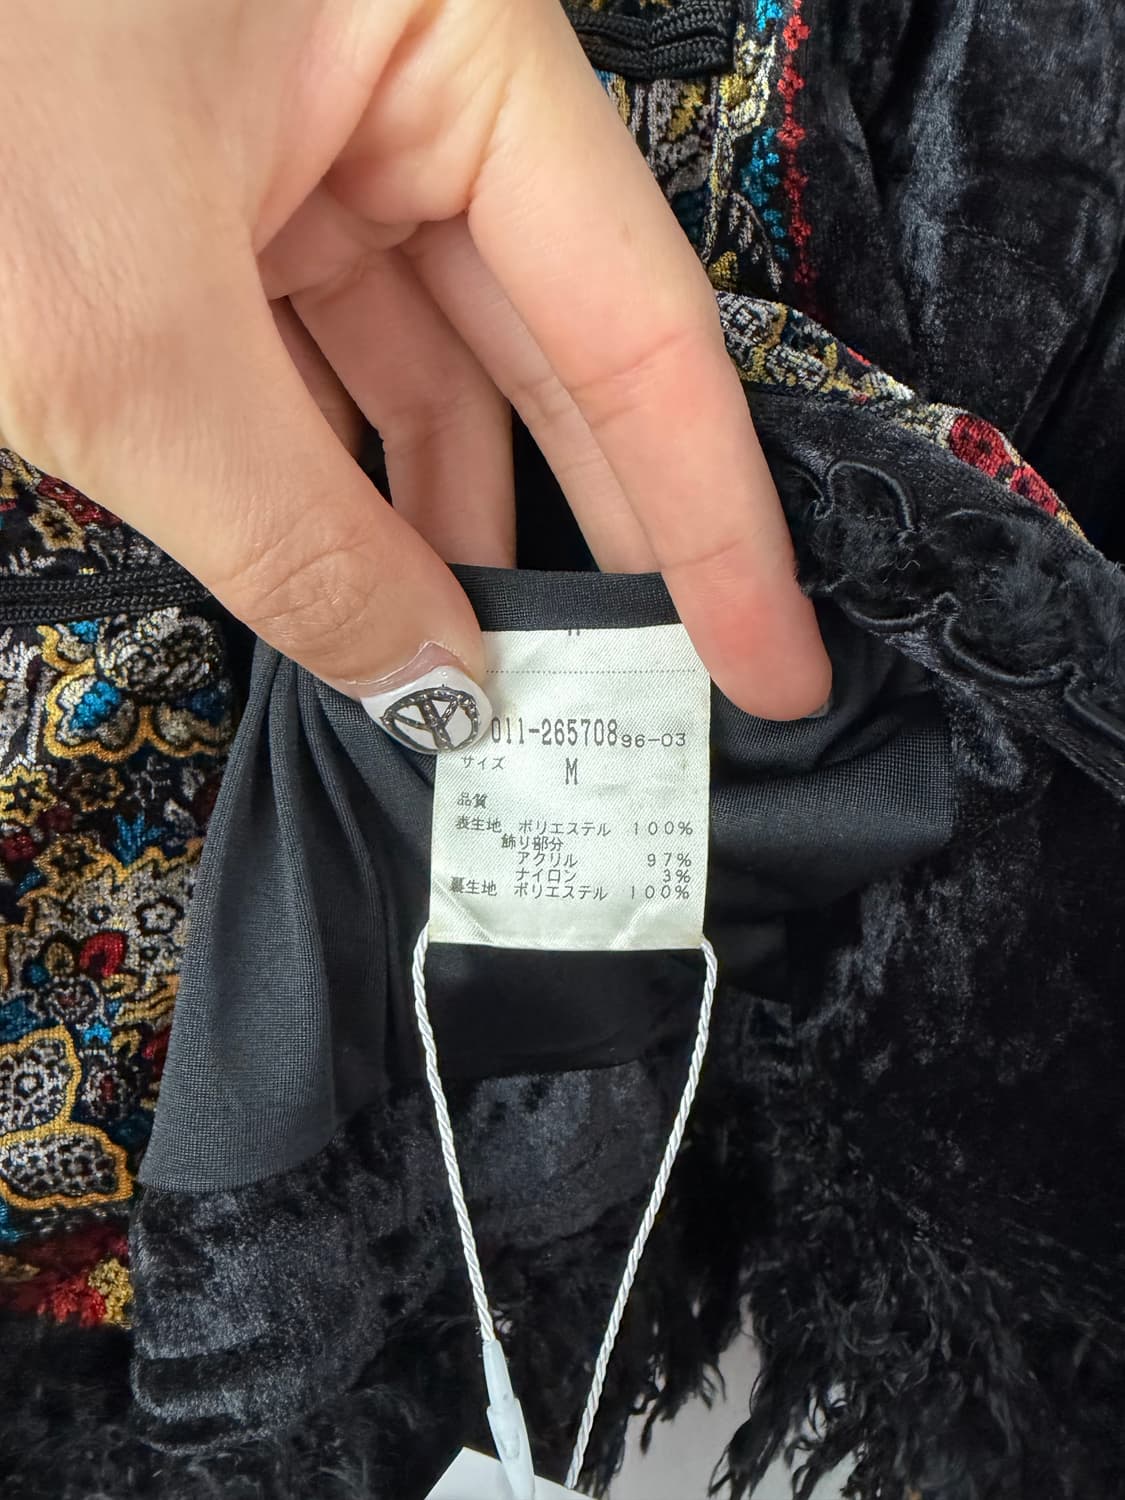 011-265708 96-03
サイズ M
品質
表生地 ポリエステル 100%
飾り部分
アクリル 97%
ナイロン 3%
裏生地 ポリエステル 100%